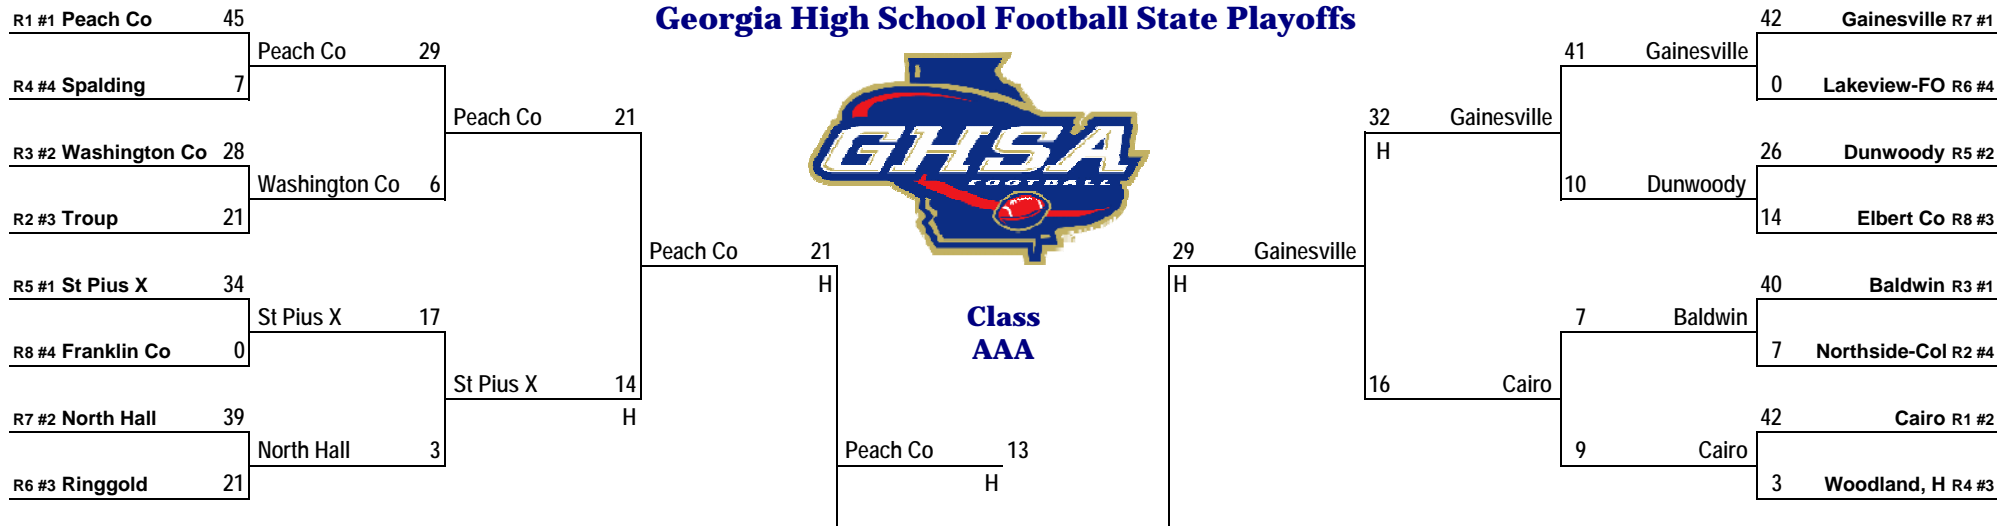 Georgia High School Football State Playoffs
R1 #1 Peach Co 45
Peach Co 29
R4 #4 Spalding 7
Peach Co 21
R3 #2 Washington Co 28
Washington Co 6
R2 #3 Troup 21
Peach Co 21
H
R5 #1 St Pius X 34
St Pius X 17
R8 #4 Franklin Co 0
St Pius X 14
H
R7 #2 North Hall 39
North Hall 3
R6 #3 Ringgold 21
Peach Co 13
H
GHSA
FOOTBALL
Class
AAA
42 Gainesville R7 #1
41 Gainesville
0 Lakeview-FO R6 #4
32 Gainesville
H
26 Dunwoody R5 #2
10 Dunwoody
14 Elbert Co R8 #3
29 Gainesville
H
40 Baldwin R3 #1
7 Baldwin
7 Northside-Col R2 #4
16 Cairo
42 Cairo R1 #2
9 Cairo
3 Woodland, H R4 #3